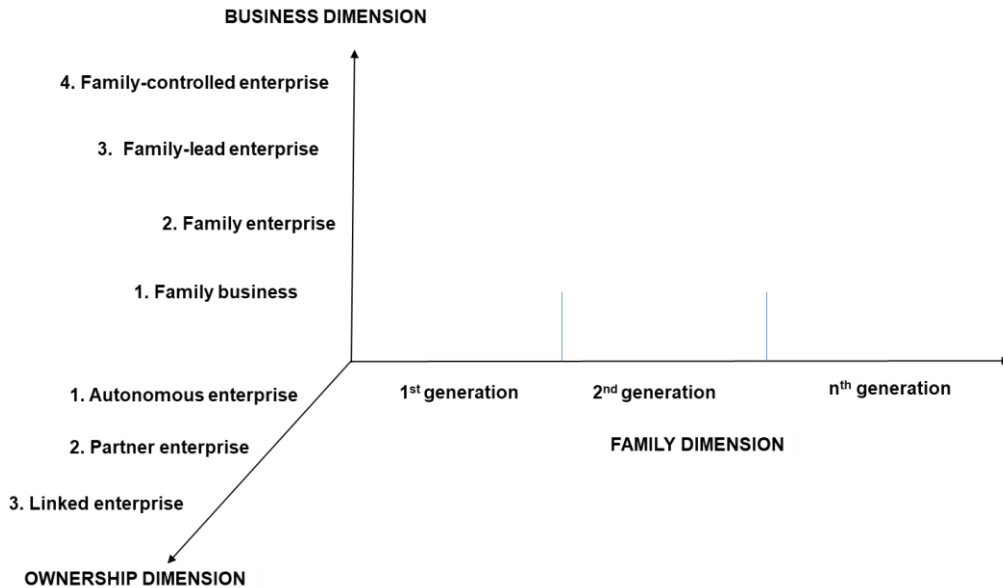 BUSINESS DIMENSION
4. Family-controlled enterprise
3. Family-lead enterprise
2. Family enterprise
1. Family business
1. Autonomous enterprise
1st generation
2nd generation
nth generation
2. Partner enterprise
FAMILY DIMENSION
3. Linked enterprise
OWNERSHIP DIMENSION